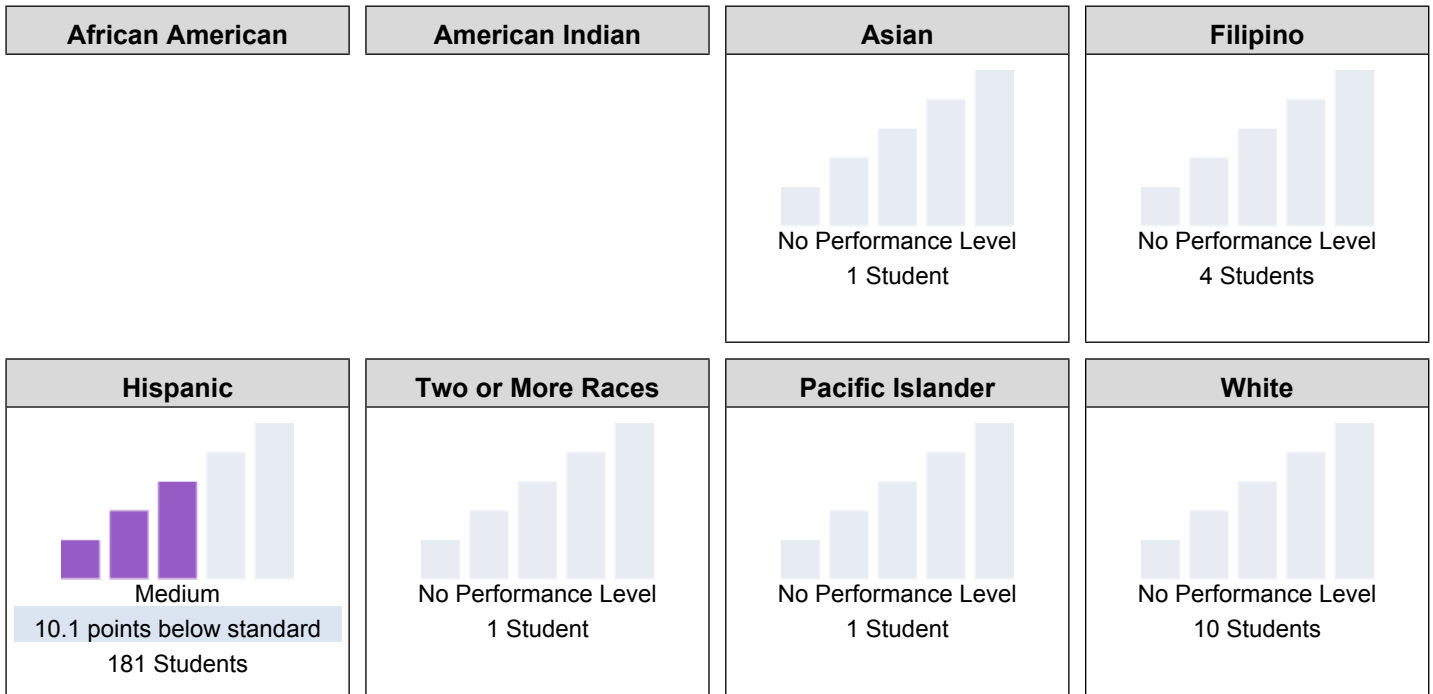 African American
American Indian
Asian
No Performance Level
1 Student
Filipino
No Performance Level
4 Students
Hispanic
Medium
10.1 points below standard
181 Students
Two or More Races
No Performance Level
1 Student
Pacific Islander
No Performance Level
1 Student
White
No Performance Level
10 Students